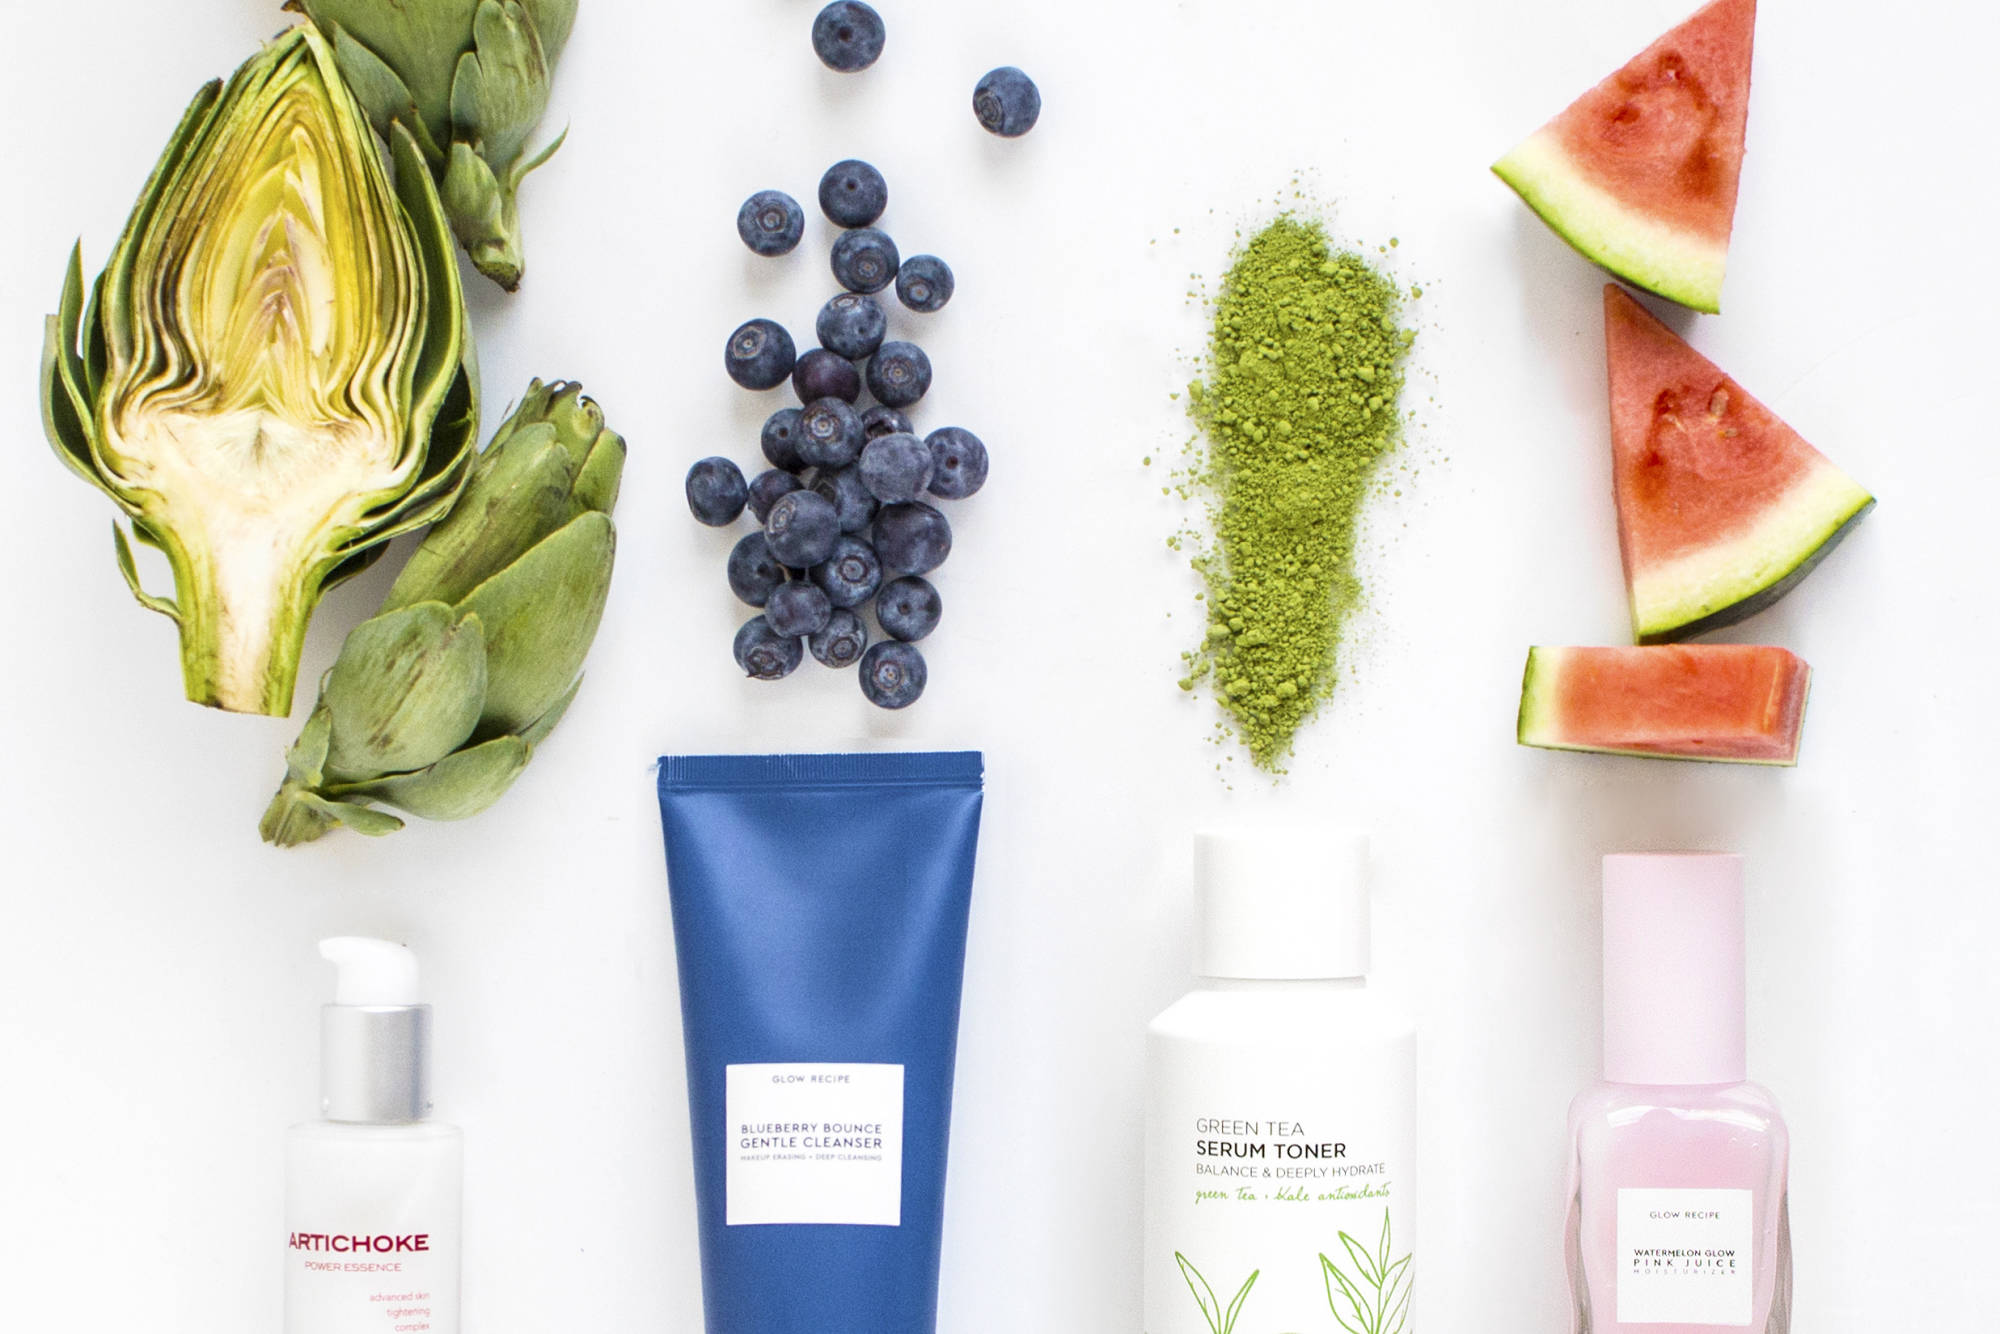 ARTICHOKE
POWER ESSENCE
advanced skin
tightening
complex
GLOW RECIPE
BLUEBERRY BOUNCE
GENTLE CLEANSER
MAKEUP ERASING + DEEP CLEANSING
GREEN TEA
SERUM TONER
BALANCE & DEEPLY HYDRATE
green tea + kale antioxidants
GLOW RECIPE
WATERMELON GLOW
PINK JUICE
MOISTURIZER